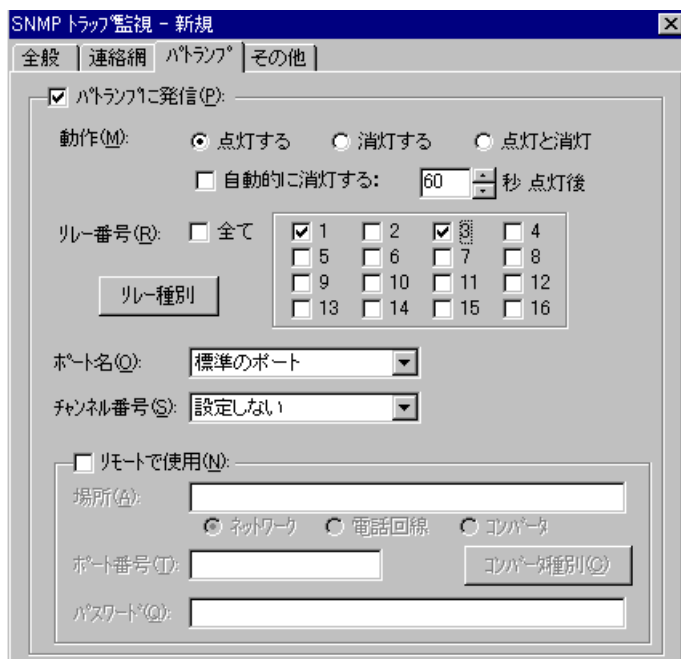 SNMP ﾄﾗｯﾌﾟ監視 - 新規
全般 連絡網 ﾊﾟﾄﾗﾝﾌﾟ その他
ﾊﾟﾄﾗﾝﾌﾟに発信(P):
動作(M): 点灯する 消灯する 点灯と消灯
自動的に消灯する: 60 秒 点灯後
リレー番号(R): 全て 1 2 3 4
5 6 7 8
リレー種別 9 10 11 12
13 14 15 16
ﾎﾟｰﾄ名(O): 標準のポート
ﾁｬﾝﾈﾙ番号(S): 設定しない
リモートで使用(N):
場所(A):
ﾈｯﾄﾜｰｸ 電話回線 ｺﾝﾊﾞｰﾀ
ﾎﾟｰﾄ番号(T): ｺﾝﾊﾞｰﾀ種別(C)
ﾊﾟｽﾜｰﾄﾞ(Q):